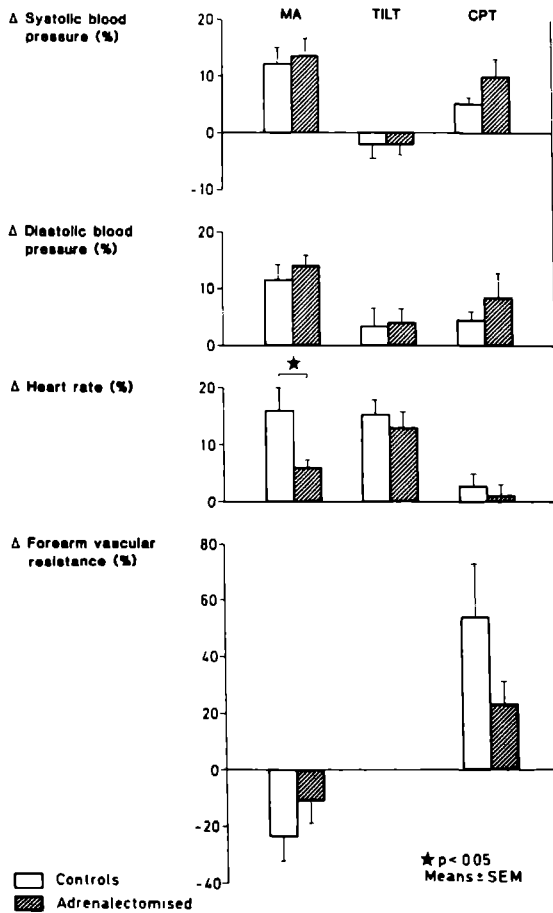 MA TILT CPT
Δ Systolic blood
pressure (%)
20
10
0
-10
Δ Diastolic blood
pressure (%)
20
10
0
★
Δ Heart rate (%)
20
10
0
Δ Forearm vascular
resistance (%)
80
60
40
20
0
-20
-40
★ p< 0 05
Means ± SEM
Controls
Adrenalectomised